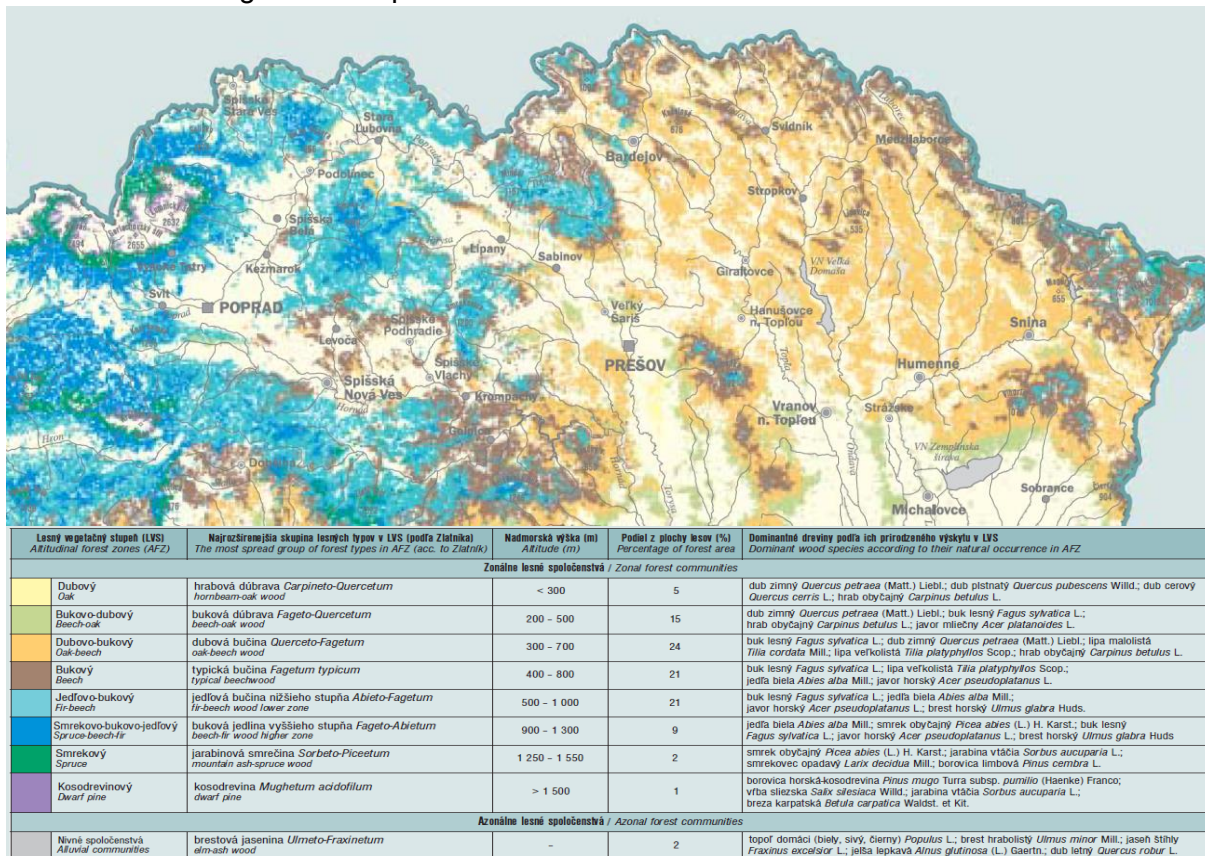 Spišská
Stará Ves
Stará
Ľubovňa
Poprad
Podolínec
Spišská
Belá
Kežmarok
Lomnický štít
2632
Gerlachovský štít
2655
Vysoké Tatry
Svit
Poprad
POPRAD
Levoča
Spišská
Podhradie
Spišská
Nová Ves
Hornád
Spišské
Vlachy
Krompachy
Gelnica
Dobšiná
Hron
Lipany
Torysa
Sabinov
Bardejov
Svidník
Medzilaborce
Laborec
Stropkov
Giraltovce
VN Veľká
Domaša
Veľký
Šariš
PREŠOV
Hanušovce
n. Topľou
Topľa
Snina
Humenné
Vranov
n. Topľou
Strážske
Ondava
VN Zemplínska
šírava
Michalovce
Sobrance
Hornád
Torysa
Lesný vegetačný stupeň (LVS)
Altitudinal forest zones (AFZ)
Najrozšírenejšia skupina lesných typov v LVS (podľa Zlatníka)
The most spread group of forest types in AFZ (acc. to Zlatník)
Nadmorská výška (m)
Altitude (m)
Podiel z plochy lesov (%)
Percentage of forest area
Dominantné dreviny podľa ich prirodzeného výskytu v LVS
Dominant wood species according to their natural occurrence in AFZ
Zonálne lesné spoločenstvá / Zonal forest communities
Dubový
Oak
hrabová dúbrava Carpineto-Quercetum
hornbeam-oak wood
< 300
5
dub zimný Quercus petraea (Matt.) Liebl.; dub plstnatý Quercus pubescens Willd.; dub cerový
Quercus cerris L.; hrab obyčajný Carpinus betulus L.
Bukovo-dubový
Beech-oak
buková dúbrava Fageto-Quercetum
beech-oak wood
200 – 500
15
dub zimný Quercus petraea (Matt.) Liebl.; buk lesný Fagus sylvatica L.;
hrab obyčajný Carpinus betulus L.; javor mliečny Acer platanoides L.
Dubovo-bukový
Oak-beech
dubová bučina Querceto-Fagetum
oak-beech wood
300 – 700
24
buk lesný Fagus sylvatica L.; dub zimný Quercus petraea (Matt.) Liebl.; lipa malolistá
Tilia cordata Mill.; lipa veľkolistá Tilia platyphyllos Scop.; hrab obyčajný Carpinus betulus L.
Bukový
Beech
typická bučina Fagetum typicum
typical beechwood
400 – 800
21
buk lesný Fagus sylvatica L.; lipa veľkolistá Tilia platyphyllos Scop.;
jedľa biela Abies alba Mill.; javor horský Acer pseudoplatanus L.
Jedľovo-bukový
Fir-beech
jedľová bučina nižšieho stupňa Abieto-Fagetum
fir-beech wood lower zone
500 – 1 000
21
buk lesný Fagus sylvatica L.; jedľa biela Abies alba Mill.;
javor horský Acer pseudoplatanus L.; brest horský Ulmus glabra Huds.
Smrekovo-bukovo-jedľový
Spruce-beech-fir
buková jedlina vyššieho stupňa Fageto-Abietum
beech-fir wood higher zone
900 – 1 300
9
jedľa biela Abies alba Mill.; smrek obyčajný Picea abies (L.) H. Karst.; buk lesný
Fagus sylvatica L.; javor horský Acer pseudoplatanus L.; brest horský Ulmus glabra Huds
Smrekový
Spruce
jarabinová smrečina Sorbeto-Piceetum
mountain ash-spruce wood
1 250 – 1 550
2
smrek obyčajný Picea abies (L.) H. Karst.; jarabina vtáčia Sorbus aucuparia L.;
smrekovec opadavý Larix decidua Mill.; borovica limbová Pinus cembra L.
Kosodrevinový
Dwarf pine
kosodrevina Mughetum acidofilum
dwarf pine
> 1 500
1
borovica horská-kosodrevina Pinus mugo Turra subsp. pumilio (Haenke) Franco;
vŕba sliezska Salix silesiaca Willd.; jarabina vtáčia Sorbus aucuparia L.;
breza karpatská Betula carpatica Waldst. et Kit.
Azonálne lesné spoločenstvá / Azonal forest communities
Nivné spoločenstvá
Alluvial communities
brestová jasenina Ulmeto-Fraxinetum
elm-ash wood
–
2
topoľ domáci (biely, sivý, čierny) Populus L.; brest hrabolistý Ulmus minor Mill.; jaseň štíhly
Fraxinus excelsior L.; jelša lepkavá Alnus glutinosa (L.) Gaertn.; dub letný Quercus robur L.